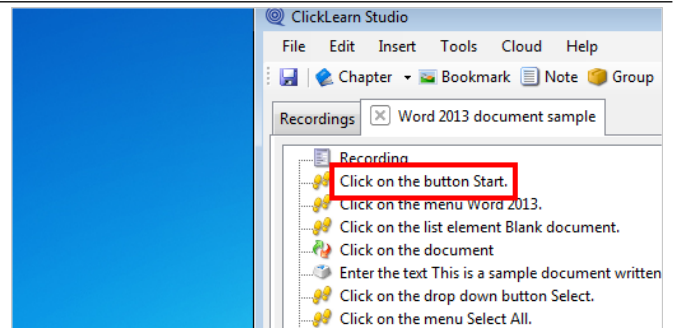 ClickLearn Studio
File Edit Insert Tools Cloud Help
Chapter Bookmark Note Group
Recordings Word 2013 document sample
Recording
Click on the button Start.
Click on the menu Word 2013.
Click on the list element Blank document.
Click on the document
Enter the text This is a sample document written
Click on the drop down button Select.
Click on the menu Select All.